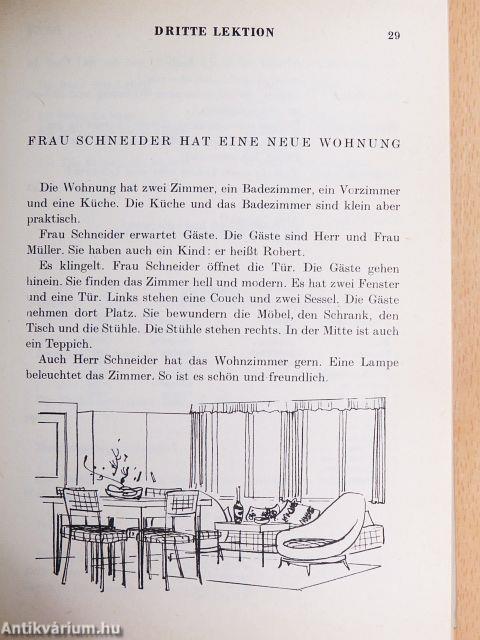 DRITTE LEKTION 29
FRAU SCHNEIDER HAT EINE NEUE WOHNUNG
Die Wohnung hat zwei Zimmer, ein Badezimmer, ein Vorzimmer
und eine Küche. Die Küche und das Badezimmer sind klein aber
praktisch.
Frau Schneider erwartet Gäste. Die Gäste sind Herr und Frau
Müller. Sie haben auch ein Kind: er heißt Robert.
Es klingelt. Frau Schneider öffnet die Tür. Die Gäste gehen
hinein. Sie finden das Zimmer hell und modern. Es hat zwei Fenster
und eine Tür. Links stehen eine Couch und zwei Sessel. Die Gäste
nehmen dort Platz. Sie bewundern die Möbel, den Schrank, den
Tisch und die Stühle. Die Stühle stehen rechts. In der Mitte ist auch
ein Teppich.
Auch Herr Schneider hat das Wohnzimmer gern. Eine Lampe
beleuchtet das Zimmer. So ist es schön und freundlich.
Antikvárium.hu